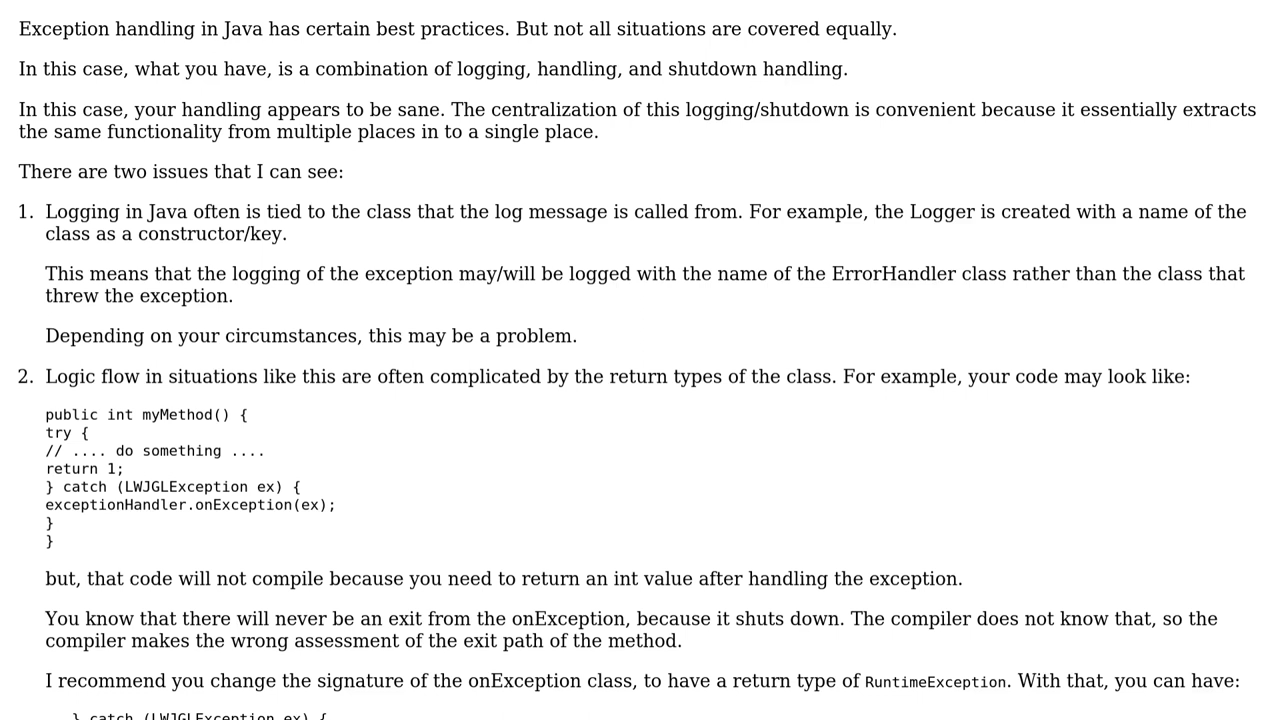 Exception handling in Java has certain best practices. But not all situations are covered equally.
In this case, what you have, is a combination of logging, handling, and shutdown handling.
In this case, your handling appears to be sane. The centralization of this logging/shutdown is convenient because it essentially extracts
the same functionality from multiple places in to a single place.
There are two issues that I can see:
1. Logging in Java often is tied to the class that the log message is called from. For example, the Logger is created with a name of the
class as a constructor/key.
This means that the logging of the exception may/will be logged with the name of the ErrorHandler class rather than the class that
threw the exception.
Depending on your circumstances, this may be a problem.
2. Logic flow in situations like this are often complicated by the return types of the class. For example, your code may look like:
public int myMethod() {
try {
// .... do something ....
return 1;
} catch (LWJGLException ex) {
exceptionHandler.onException(ex);
}
}
but, that code will not compile because you need to return an int value after handling the exception.
You know that there will never be an exit from the onException, because it shuts down. The compiler does not know that, so the
compiler makes the wrong assessment of the exit path of the method.
I recommend you change the signature of the onException class, to have a return type of RuntimeException. With that, you can have:
} catch (LWJGLException ex) {